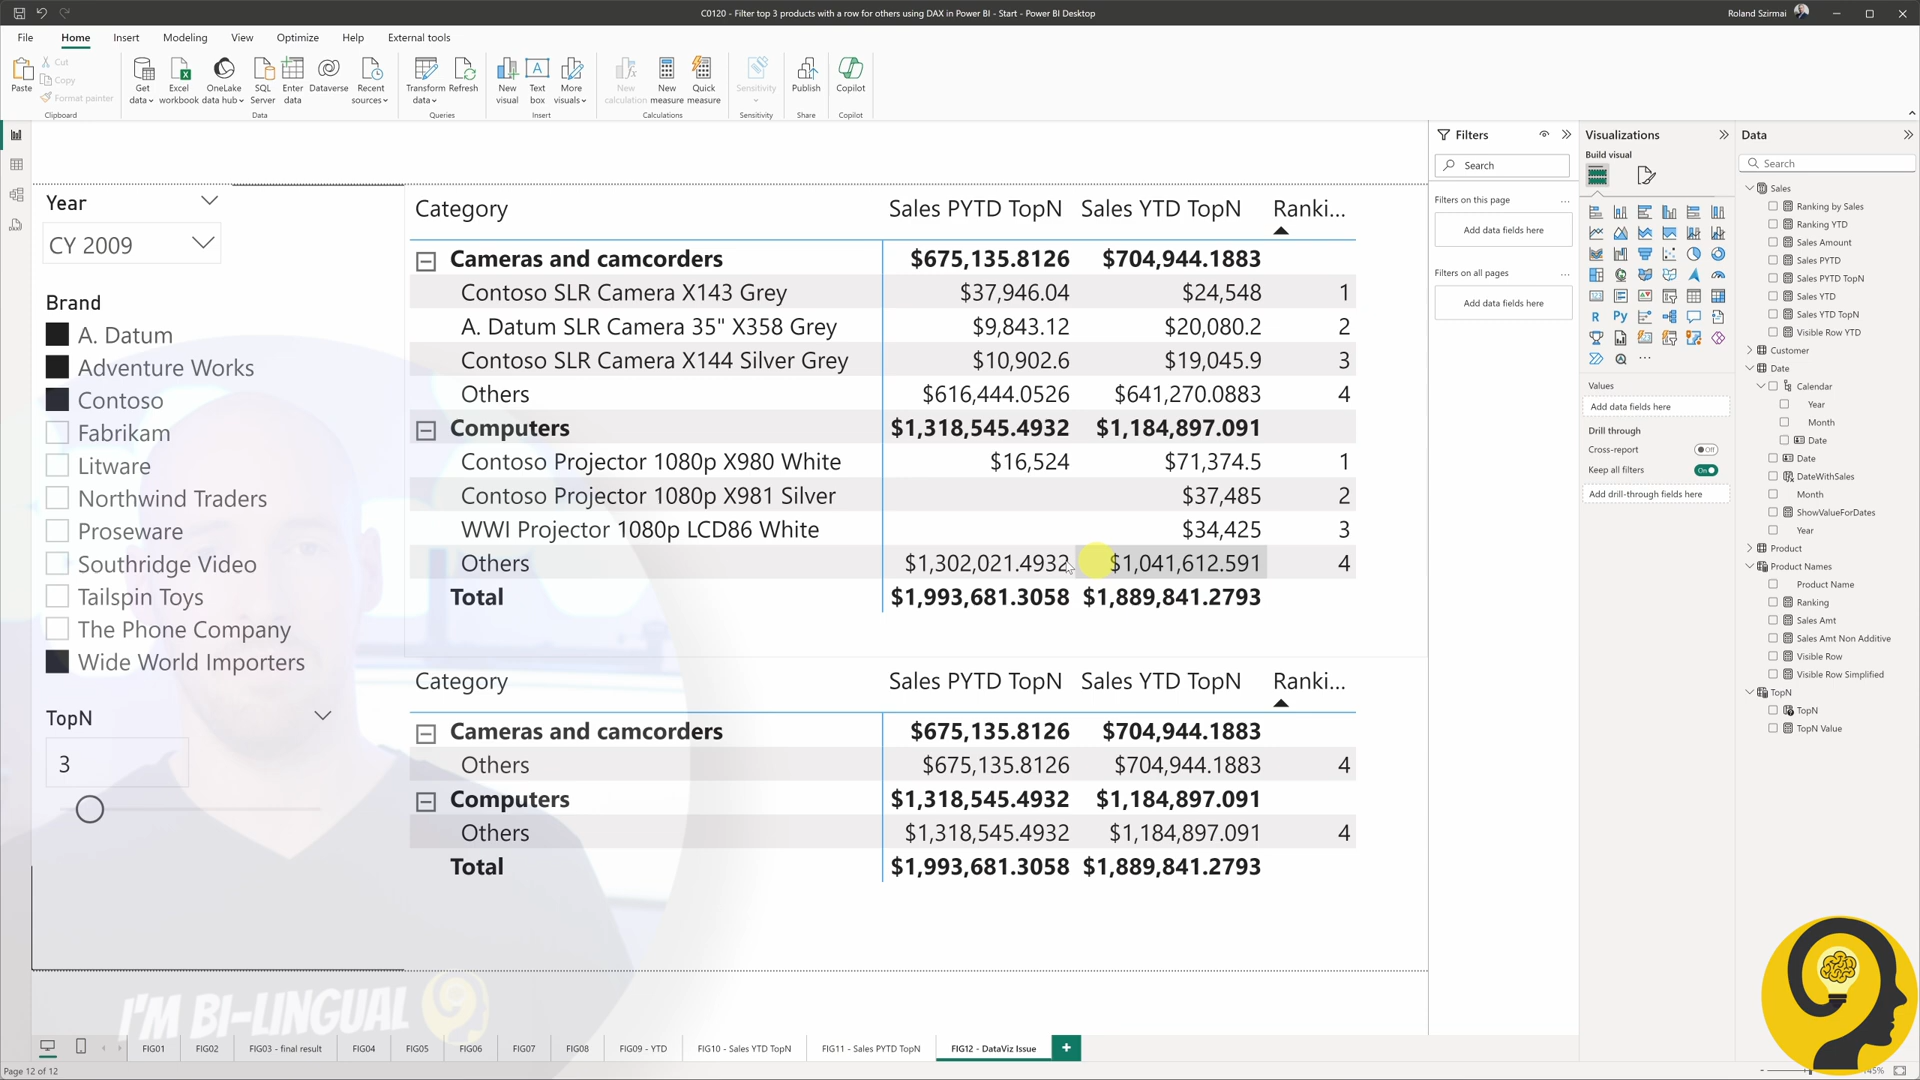 C0120 - Filter top 3 products with a row for others using DAX in Power BI - Start - Power BI Desktop
Roland Szirmai
File Home Insert Modeling View Optimize Help External tools
Paste
Cut
Copy
Format painter
Clipboard
Get data
Excel workbook
OneLake data hub
SQL Server
Enter data
Dataverse
Recent sources
Data
Transform data
Refresh
Queries
New visual
Text box
More visuals
Insert
New calculation
New measure
Quick measure
Calculations
Sensitivity
Sensitivity
Publish
Share
Copilot
Copilot
Year
CY 2009
Brand
A. Datum
Adventure Works
Contoso
Fabrikam
Litware
Northwind Traders
Proseware
Southridge Video
Tailspin Toys
The Phone Company
Wide World Importers
TopN
3
Category Sales PYTD TopN Sales YTD TopN Ranki...
Cameras and camcorders $675,135.8126 $704,944.1883
Contoso SLR Camera X143 Grey $37,946.04 $24,548 1
A. Datum SLR Camera 35" X358 Grey $9,843.12 $20,080.2 2
Contoso SLR Camera X144 Silver Grey $10,902.6 $19,045.9 3
Others $616,444.0526 $641,270.0883 4
Computers $1,318,545.4932 $1,184,897.091
Contoso Projector 1080p X980 White $16,524 $71,374.5 1
Contoso Projector 1080p X981 Silver $37,485 2
WWI Projector 1080p LCD86 White $34,425 3
Others $1,302,021.4932 $1,041,612.591 4
Total $1,993,681.3058 $1,889,841.2793
Category Sales PYTD TopN Sales YTD TopN Ranki...
Cameras and camcorders $675,135.8126 $704,944.1883
Others $675,135.8126 $704,944.1883 4
Computers $1,318,545.4932 $1,184,897.091
Others $1,318,545.4932 $1,184,897.091 4
Total $1,993,681.3058 $1,889,841.2793
I'M BI-LINGUAL
Filters
Search
Filters on this page ...
Add data fields here
Filters on all pages ...
Add data fields here
Visualizations
Build visual
R Py
...
Values
Add data fields here
Drill through
Cross-report Off
Keep all filters On
Add drill-through fields here
Data
Search
Sales
Ranking by Sales
Ranking YTD
Sales Amount
Sales PYTD
Sales PYTD TopN
Sales YTD
Sales YTD TopN
Visible Row YTD
Customer
Date
Calendar
Year
Month
Date
Date
DateWithSales
Month
ShowValueForDates
Year
Product
Product Names
Product Name
Ranking
Sales Amt
Sales Amt Non Additive
Visible Row
Visible Row Simplified
TopN
TopN
TopN Value
FIG01 FIG02 FIG03 - final result FIG04 FIG05 FIG06 FIG07 FIG08 FIG09 - YTD FIG10 - Sales YTD TopN FIG11 - Sales PYTD TopN FIG12 - DataViz Issue +
Page 12 of 12